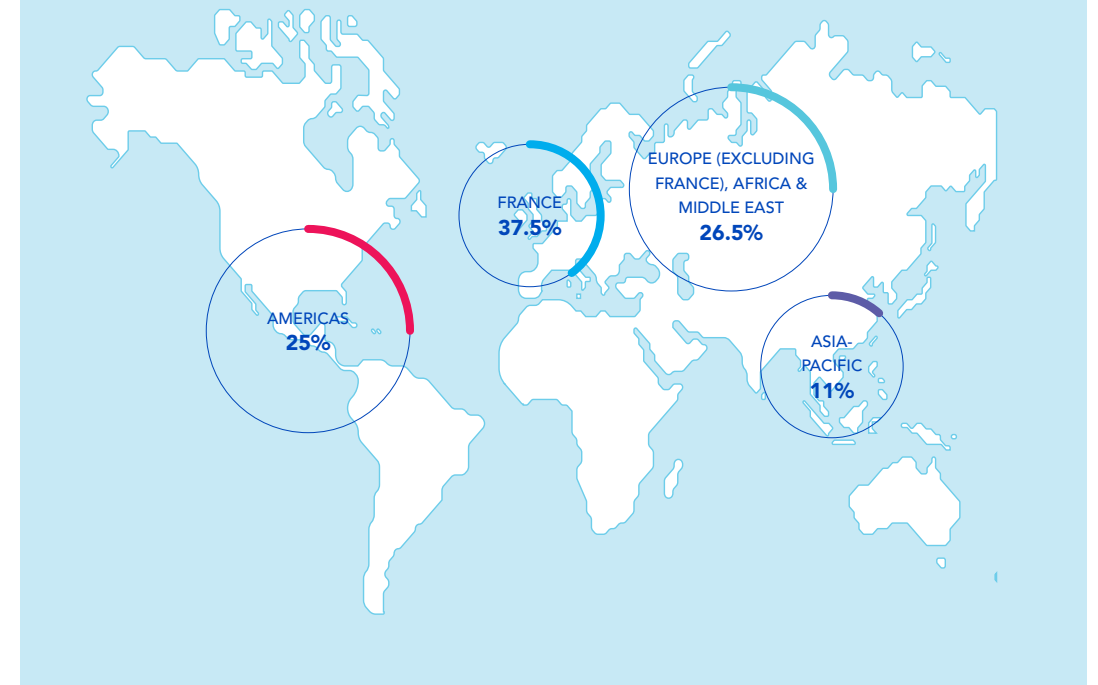 EUROPE (EXCLUDING
FRANCE), AFRICA &
MIDDLE EAST
26.5%
FRANCE
37.5%
AMERICAS
25%
ASIA-
PACIFIC
11%